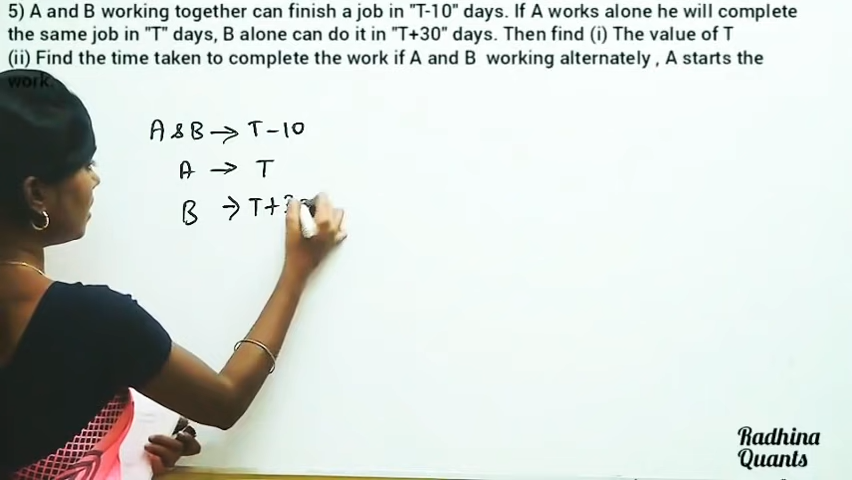 5) A and B working together can finish a job in "T-10" days. If A works alone he will complete
the same job in "T" days, B alone can do it in "T+30" days. Then find (i) The value of T
(ii) Find the time taken to complete the work if A and B working alternately , A starts the
work.
A & B → T - 10
A → T
B → T + 30
Radhina
Quants